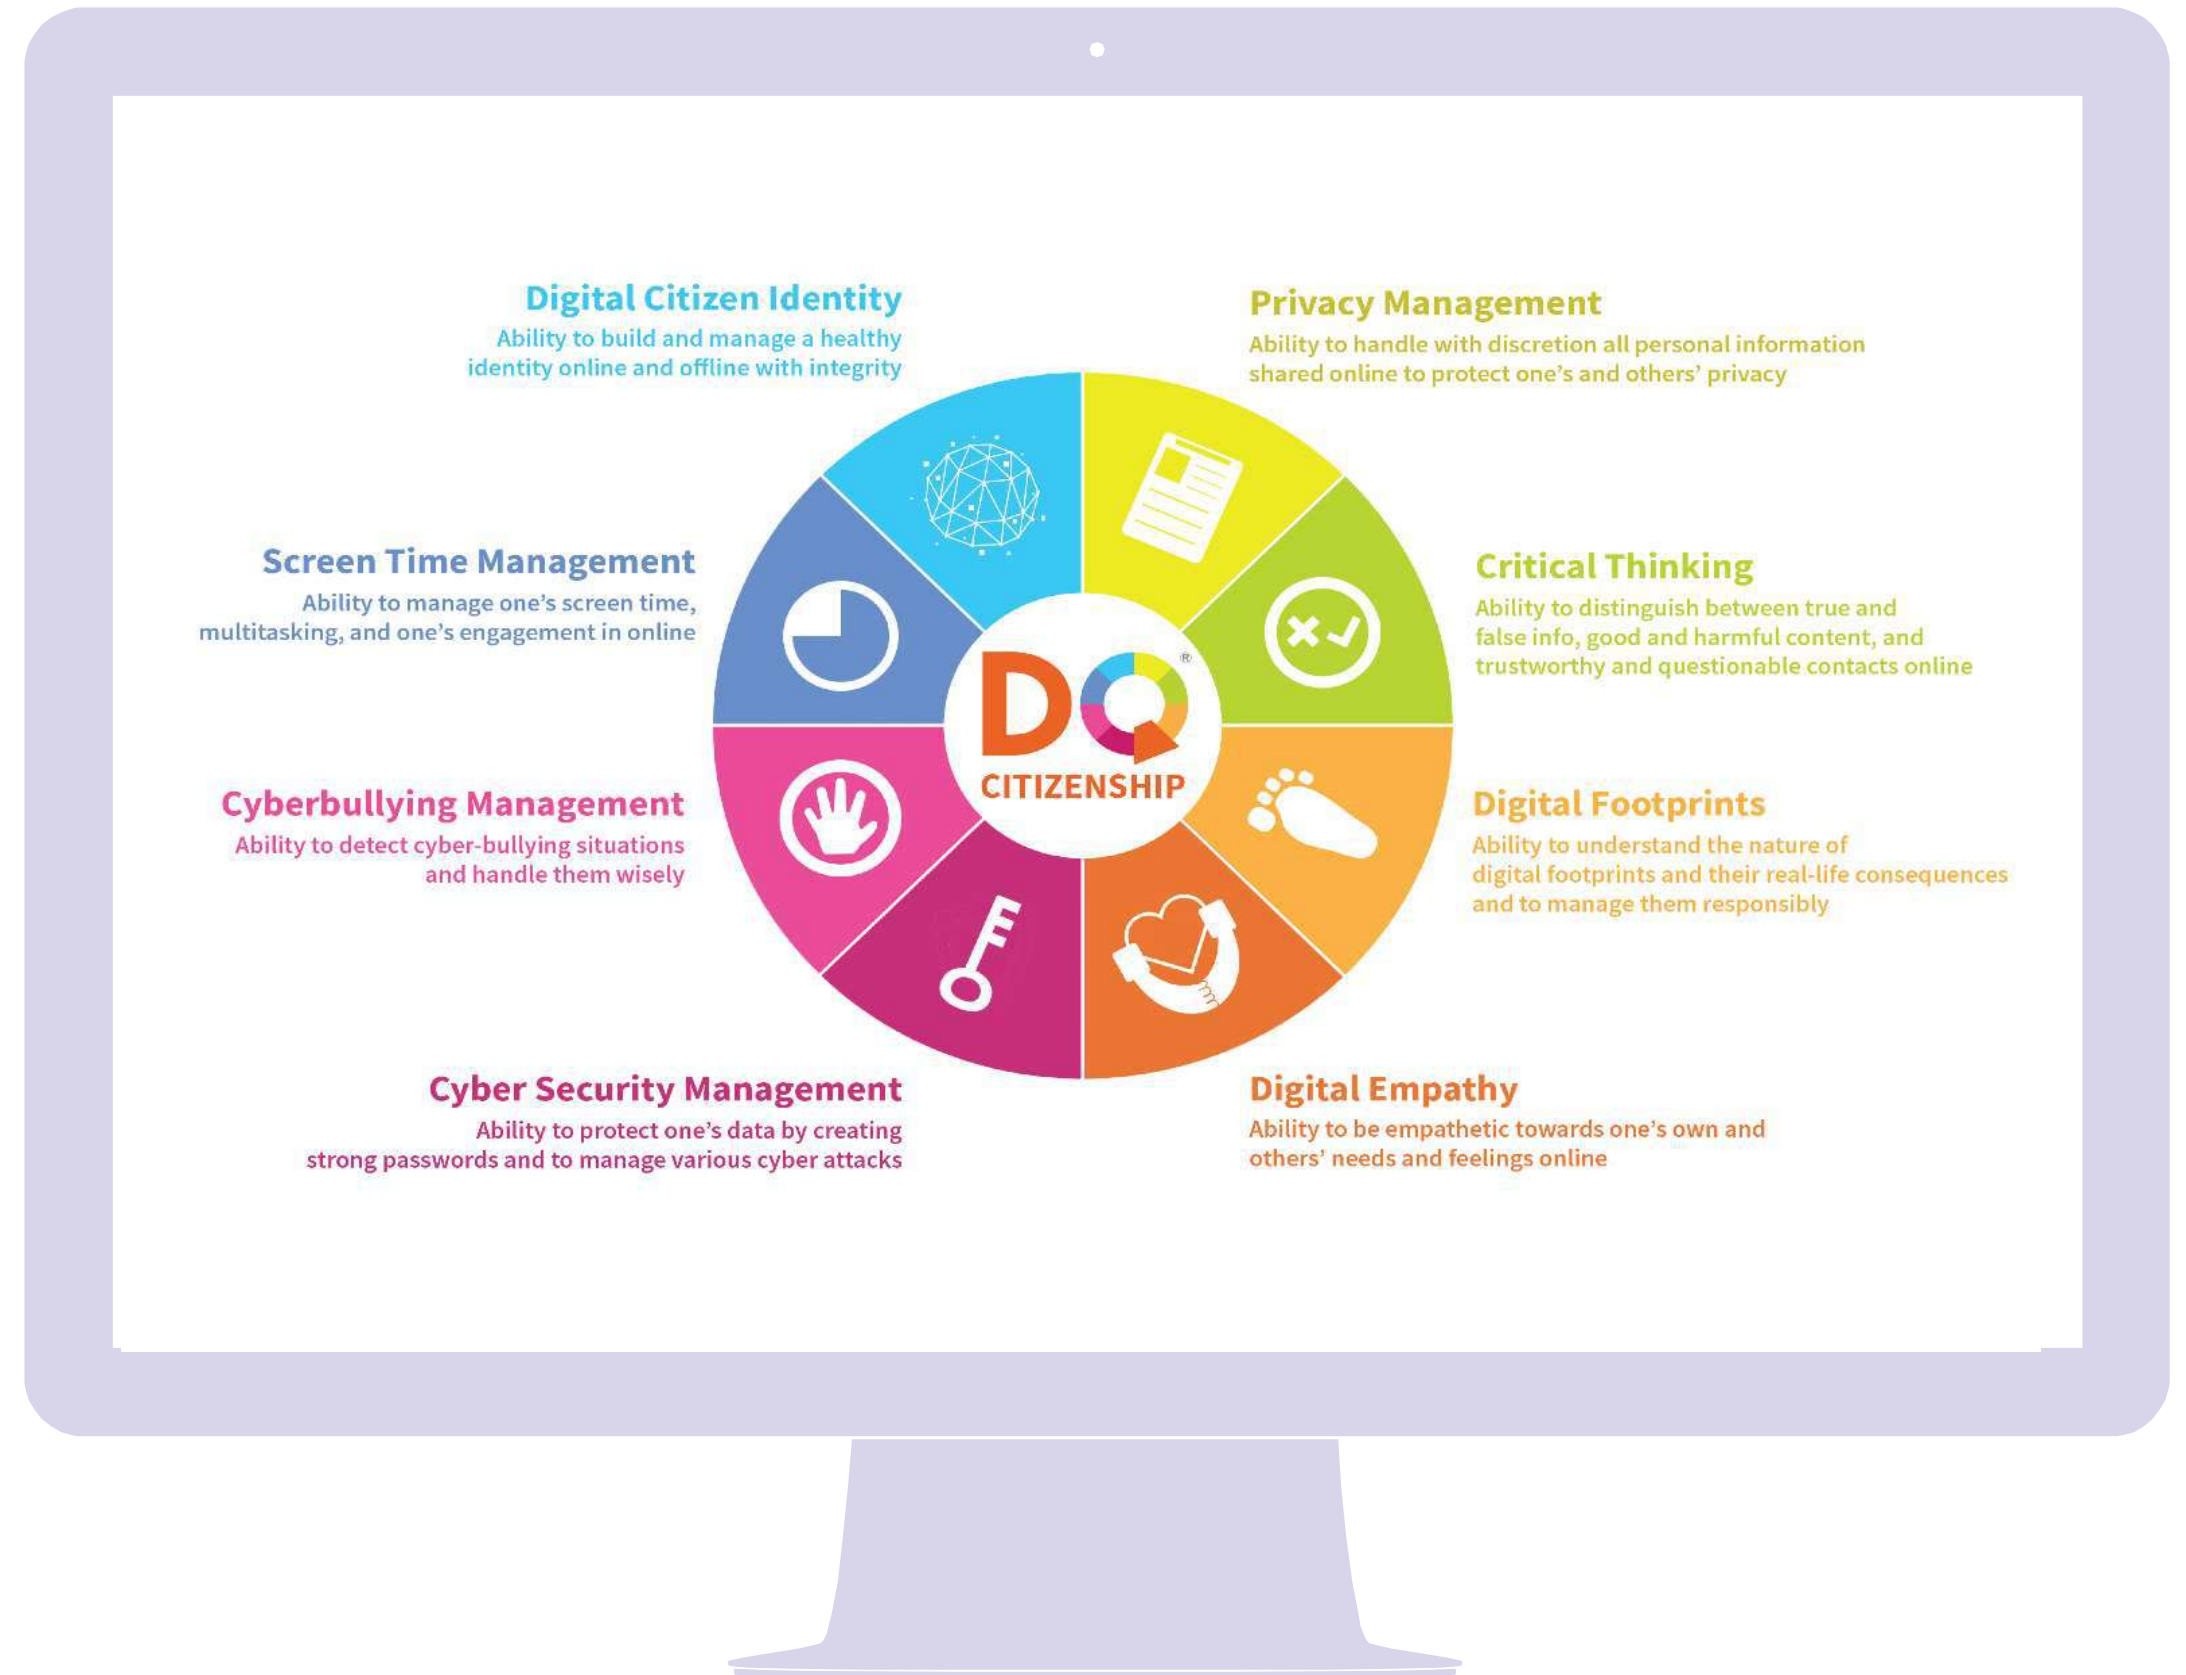 Digital Citizen Identity
Ability to build and manage a healthy
identity online and offline with integrity
Privacy Management
Ability to handle with discretion all personal information
shared online to protect one's and others' privacy
Screen Time Management
Ability to manage one's screen time,
multitasking, and one's engagement in online
Critical Thinking
Ability to distinguish between true and
false info, good and harmful content, and
trustworthy and questionable contacts online
DQ®
CITIZENSHIP
Cyberbullying Management
Ability to detect cyber-bullying situations
and handle them wisely
Digital Footprints
Ability to understand the nature of
digital footprints and their real-life consequences
and to manage them responsibly
Cyber Security Management
Ability to protect one's data by creating
strong passwords and to manage various cyber attacks
Digital Empathy
Ability to be empathetic towards one's own and
others' needs and feelings online